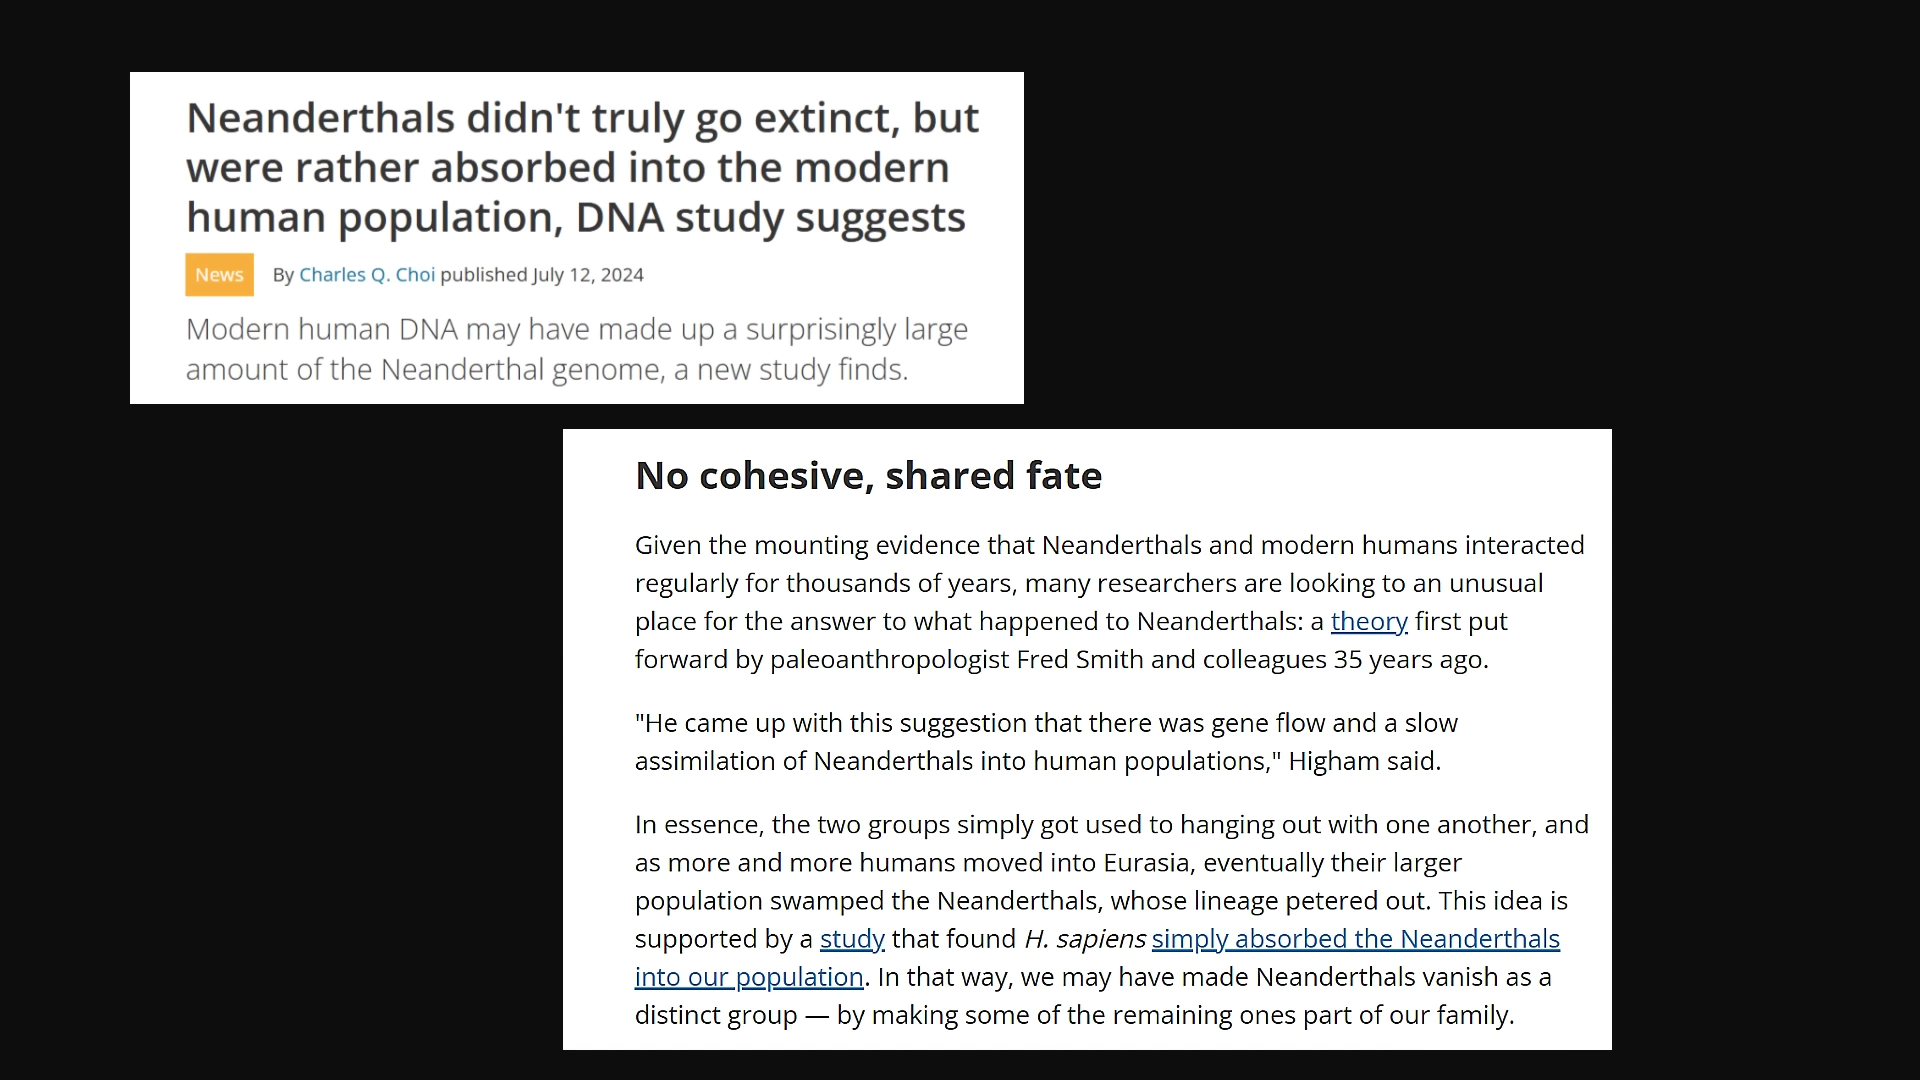 Neanderthals didn't truly go extinct, but
were rather absorbed into the modern
human population, DNA study suggests
News By Charles Q. Choi published July 12, 2024
Modern human DNA may have made up a surprisingly large
amount of the Neanderthal genome, a new study finds.
No cohesive, shared fate
Given the mounting evidence that Neanderthals and modern humans interacted
regularly for thousands of years, many researchers are looking to an unusual
place for the answer to what happened to Neanderthals: a theory first put
forward by paleoanthropologist Fred Smith and colleagues 35 years ago.
"He came up with this suggestion that there was gene flow and a slow
assimilation of Neanderthals into human populations," Higham said.
In essence, the two groups simply got used to hanging out with one another, and
as more and more humans moved into Eurasia, eventually their larger
population swamped the Neanderthals, whose lineage petered out. This idea is
supported by a study that found H. sapiens simply absorbed the Neanderthals
into our population. In that way, we may have made Neanderthals vanish as a
distinct group — by making some of the remaining ones part of our family.